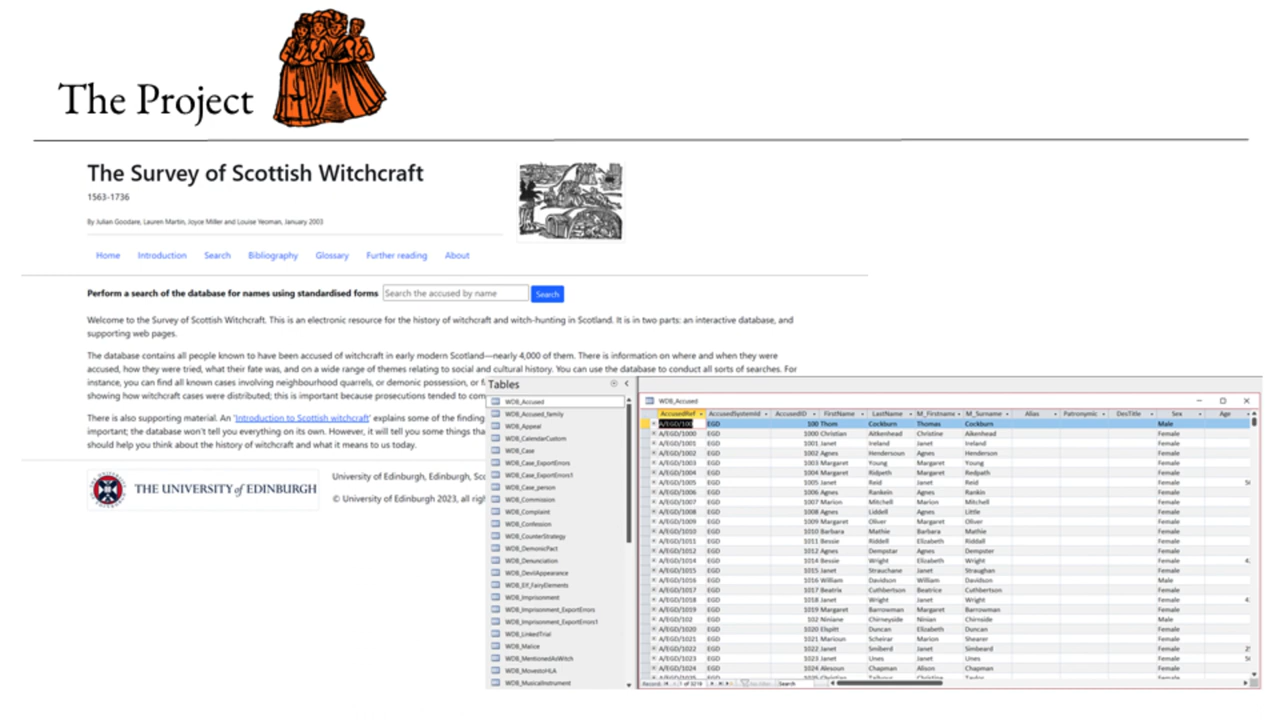 The Project
The Survey of Scottish Witchcraft
1563-1736
By Julian Goodare, Lauren Martin, Joyce Miller and Louise Yeoman, January 2003
Home Introduction Search Bibliography Glossary Further reading About
Perform a search of the database for names using standardised forms Search the accused by name Search
Welcome to the Survey of Scottish Witchcraft. This is an electronic resource for the history of witchcraft and witch-hunting in Scotland. It is in two parts: an interactive database, and
supporting web pages.
The database contains all people known to have been accused of witchcraft in early modern Scotland—nearly 4,000 of them. There is information on where and when they were
accused, how they were tried, what their fate was, and on a wide range of themes relating to social and cultural history. You can use the database to conduct all sorts of searches. For
instance, you can find all known cases involving neighbourhood quarrels, or demonic possession, or f
showing how witchcraft cases were distributed; this is important because prosecutions tended to com
There is also supporting material. An 'Introduction to Scottish witchcraft' explains some of the finding
important; the database won't tell you everything on its own. However, it will tell you some things tha
should help you think about the history of witchcraft and what it means to us today.
THE UNIVERSITY of EDINBURGH
University of Edinburgh, Edinburgh, Sco
© University of Edinburgh 2023, all righ
Tables
WDB_Accused
WDB_Accused_family
WDB_Appeal
WDB_CalendarCustom
WDB_Case
WDB_Case_ExportErrors
WDB_Case_ExportErrors1
WDB_Case_person
WDB_Commission
WDB_Complaint
WDB_Confession
WDB_CounterStrategy
WDB_DemonicPact
WDB_Denunciation
WDB_DevilAppearance
WDB_Elf_FairyElements
WDB_Imprisonment
WDB_Imprisonment_ExportErrors
WDB_Imprisonment_ExportErrors1
WDB_LinkedTrial
WDB_Malice
WDB_MentionedAsWitch
WDB_MovestoHLA
WDB_MusicalInstrument
WDB_Accused
AccusedRef AccusedSystemId AccusedID FirstName LastName M_Firstname M_Surname Alias Patronymic DesTitle Sex Age
A/EGD/100 EGD 100 Thom Cockburn Thomas Cockburn Male
A/EGD/1000 EGD 1000 Christian Aitkenhead Christine Aikenhead Female
A/EGD/1001 EGD 1001 Janet Ireland Janet Ireland Female
A/EGD/1002 EGD 1002 Agnes Hendersoun Agnes Henderson Female
A/EGD/1003 EGD 1003 Margaret Young Margaret Young Female
A/EGD/1004 EGD 1004 Margaret Ridpeth Margaret Redpath Female
A/EGD/1005 EGD 1005 Janet Reid Janet Reid Female
A/EGD/1006 EGD 1006 Agnes Rankein Agnes Rankin Female
A/EGD/1007 EGD 1007 Marion Mitchell Marion Mitchell Female
A/EGD/1008 EGD 1008 Agnes Liddell Agnes Little Female
A/EGD/1009 EGD 1009 Margaret Oliver Margaret Oliver Female
A/EGD/1010 EGD 1010 Barbara Mathie Barbara Mathie Female
A/EGD/1011 EGD 1011 Bessie Riddell Elizabeth Riddall Female
A/EGD/1012 EGD 1012 Agnes Dempstar Agnes Dempster Female
A/EGD/1014 EGD 1014 Bessie Wright Elizabeth Wright Female
A/EGD/1015 EGD 1015 Janet Strauchane Janet Straughan Female
A/EGD/1016 EGD 1016 William Davidson William Davidson Male
A/EGD/1017 EGD 1017 Beatrix Cuthbertson Beatrice Cuthbertson Female
A/EGD/1018 EGD 1018 Janet Wright Janet Wright Female
A/EGD/1019 EGD 1019 Margaret Barrowman Margaret Barrowman Female
A/EGD/102 EGD 102 Niniane Chirneyside Ninian Chirnside Male
A/EGD/1020 EGD 1020 Elspitt Duncan Elizabeth Duncan Female
A/EGD/1021 EGD 1021 Marioun Scheirar Marion Shearer Female
A/EGD/1022 EGD 1022 Janet Smiberd Janet Simbeard Female
A/EGD/1023 EGD 1023 Janet Unes Janet Unes Female
A/EGD/1024 EGD 1024 Alesoun Chapman Alison Chapman Female
Record: 1 of 3219 No Filter Search